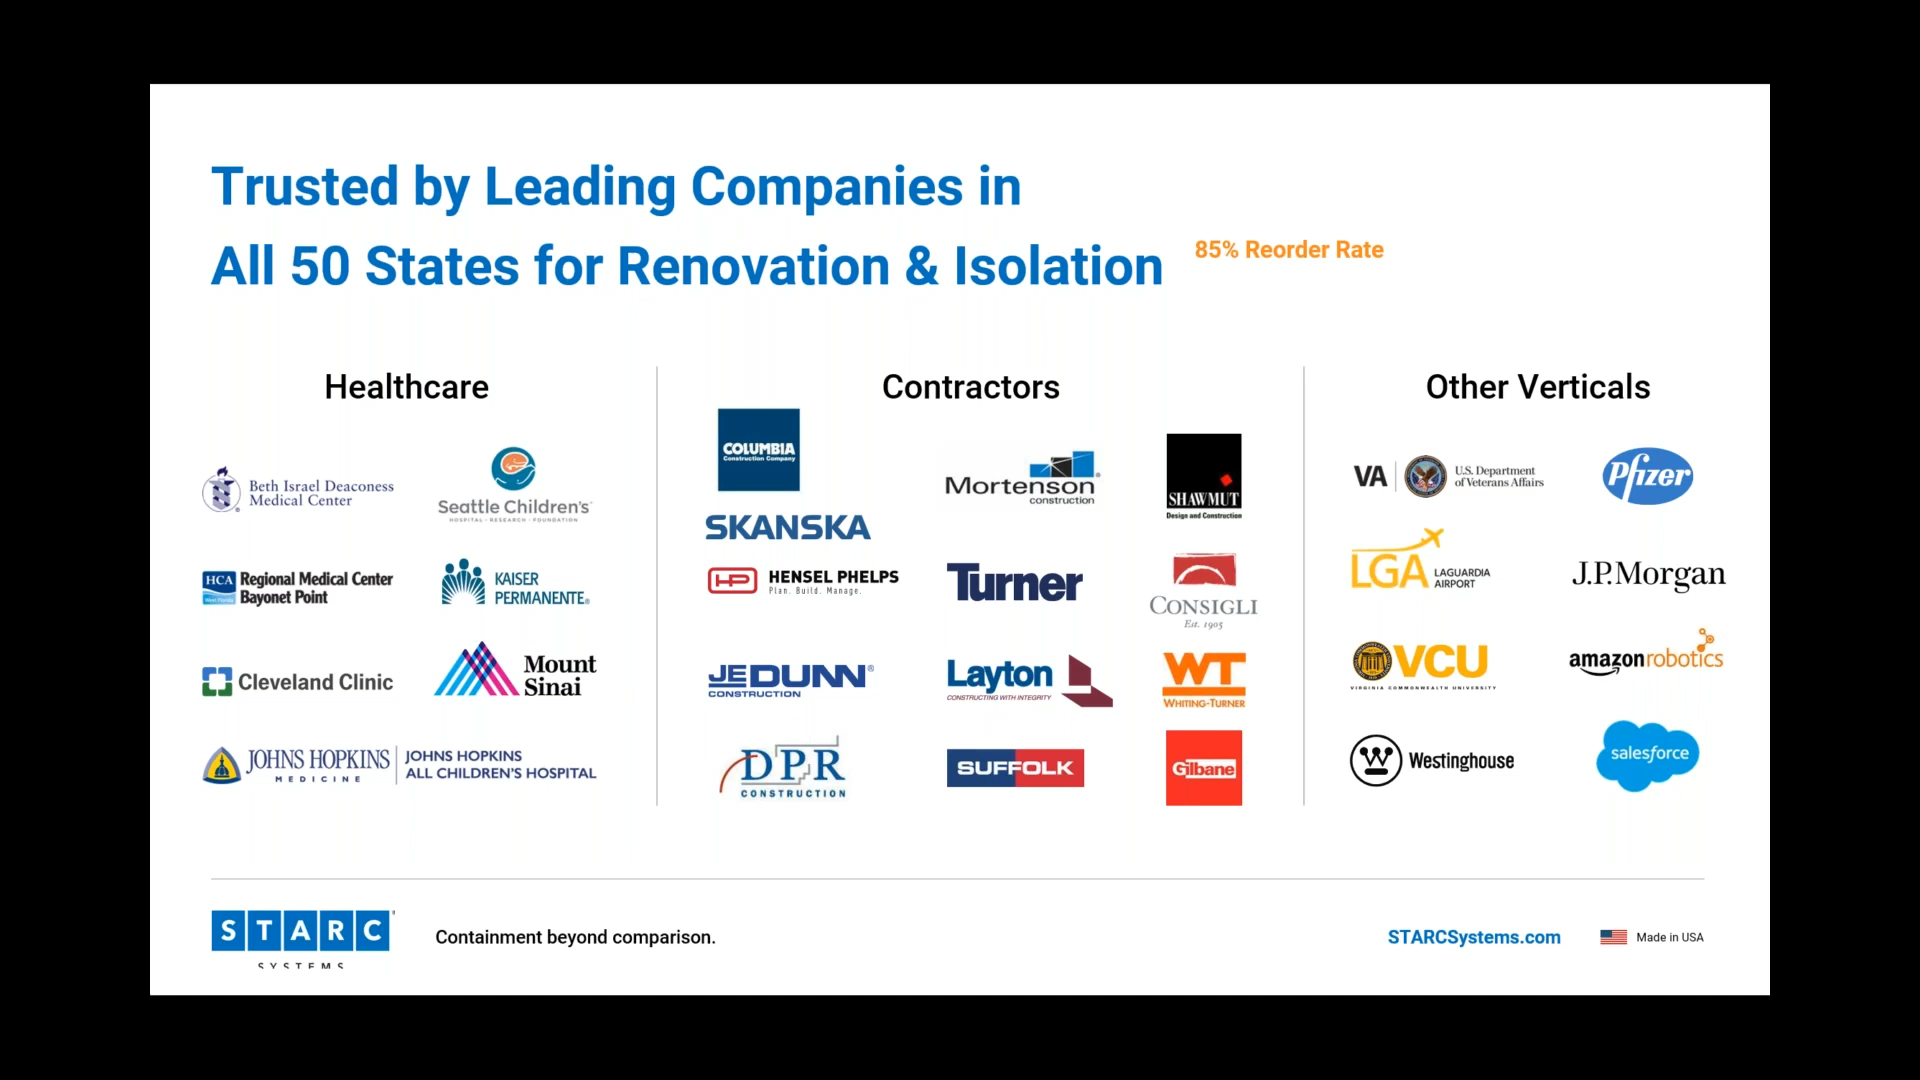 Trusted by Leading Companies in
All 50 States for Renovation & Isolation
85% Reorder Rate
Healthcare
Beth Israel Deaconess
Medical Center
Seattle Children's®
HOSPITAL • RESEARCH • FOUNDATION
HCA
Regional Medical Center
Bayonet Point
KAISER
PERMANENTE®
Cleveland Clinic
Mount
Sinai
JOHNS HOPKINS
MEDICINE
JOHNS HOPKINS
ALL CHILDREN'S HOSPITAL
Contractors
COLUMBIA
Construction Company
SKANSKA
Mortenson®
construction
SHAWMUT
Design and Construction
HP
HENSEL PHELPS
Plan. Build. Manage.
Turner
CONSIGLI
Est. 1905
JEDUNN®
CONSTRUCTION
Layton
CONSTRUCTING WITH INTEGRITY
WT
WHITING-TURNER
DPR
CONSTRUCTION
SUFFOLK
Gilbane
Other Verticals
VA
U.S. Department
of Veterans Affairs
Pfizer
LGA
LAGUARDIA
AIRPORT
J.P.Morgan
VCU
VIRGINIA COMMONWEALTH UNIVERSITY
amazonrobotics
W
Westinghouse
salesforce
STARC
SYSTEMS
Containment beyond comparison.
STARCSystems.com
Made in USA